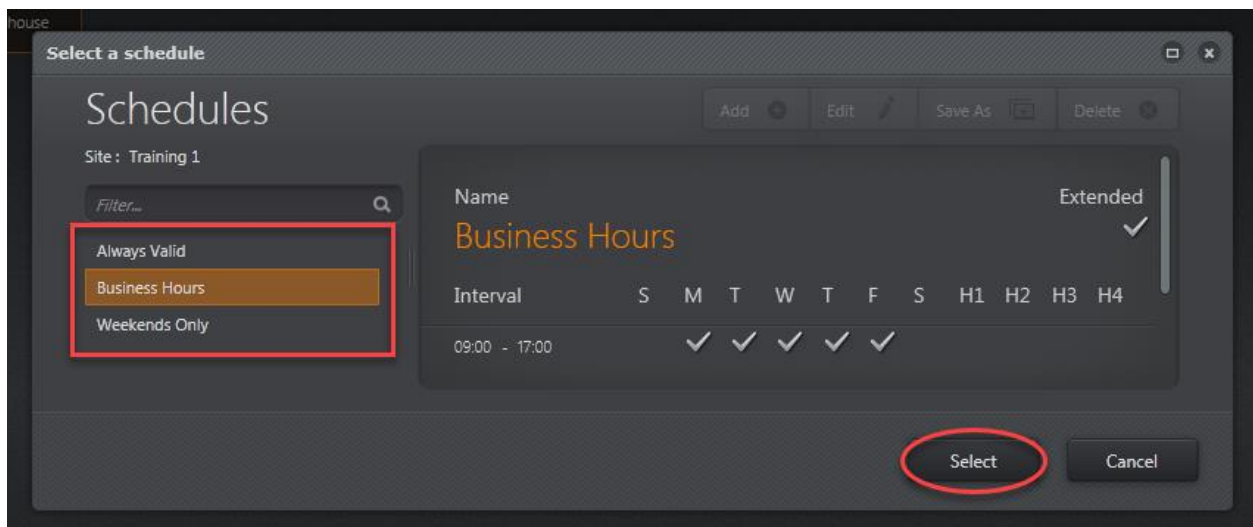 house
Select a schedule
Schedules
Add Edit Save As Delete
Site : Training 1
Filter...
Always Valid
Business Hours
Weekends Only
Name Extended
Business Hours
Interval S M T W T F S H1 H2 H3 H4
09:00 - 17:00
Select Cancel